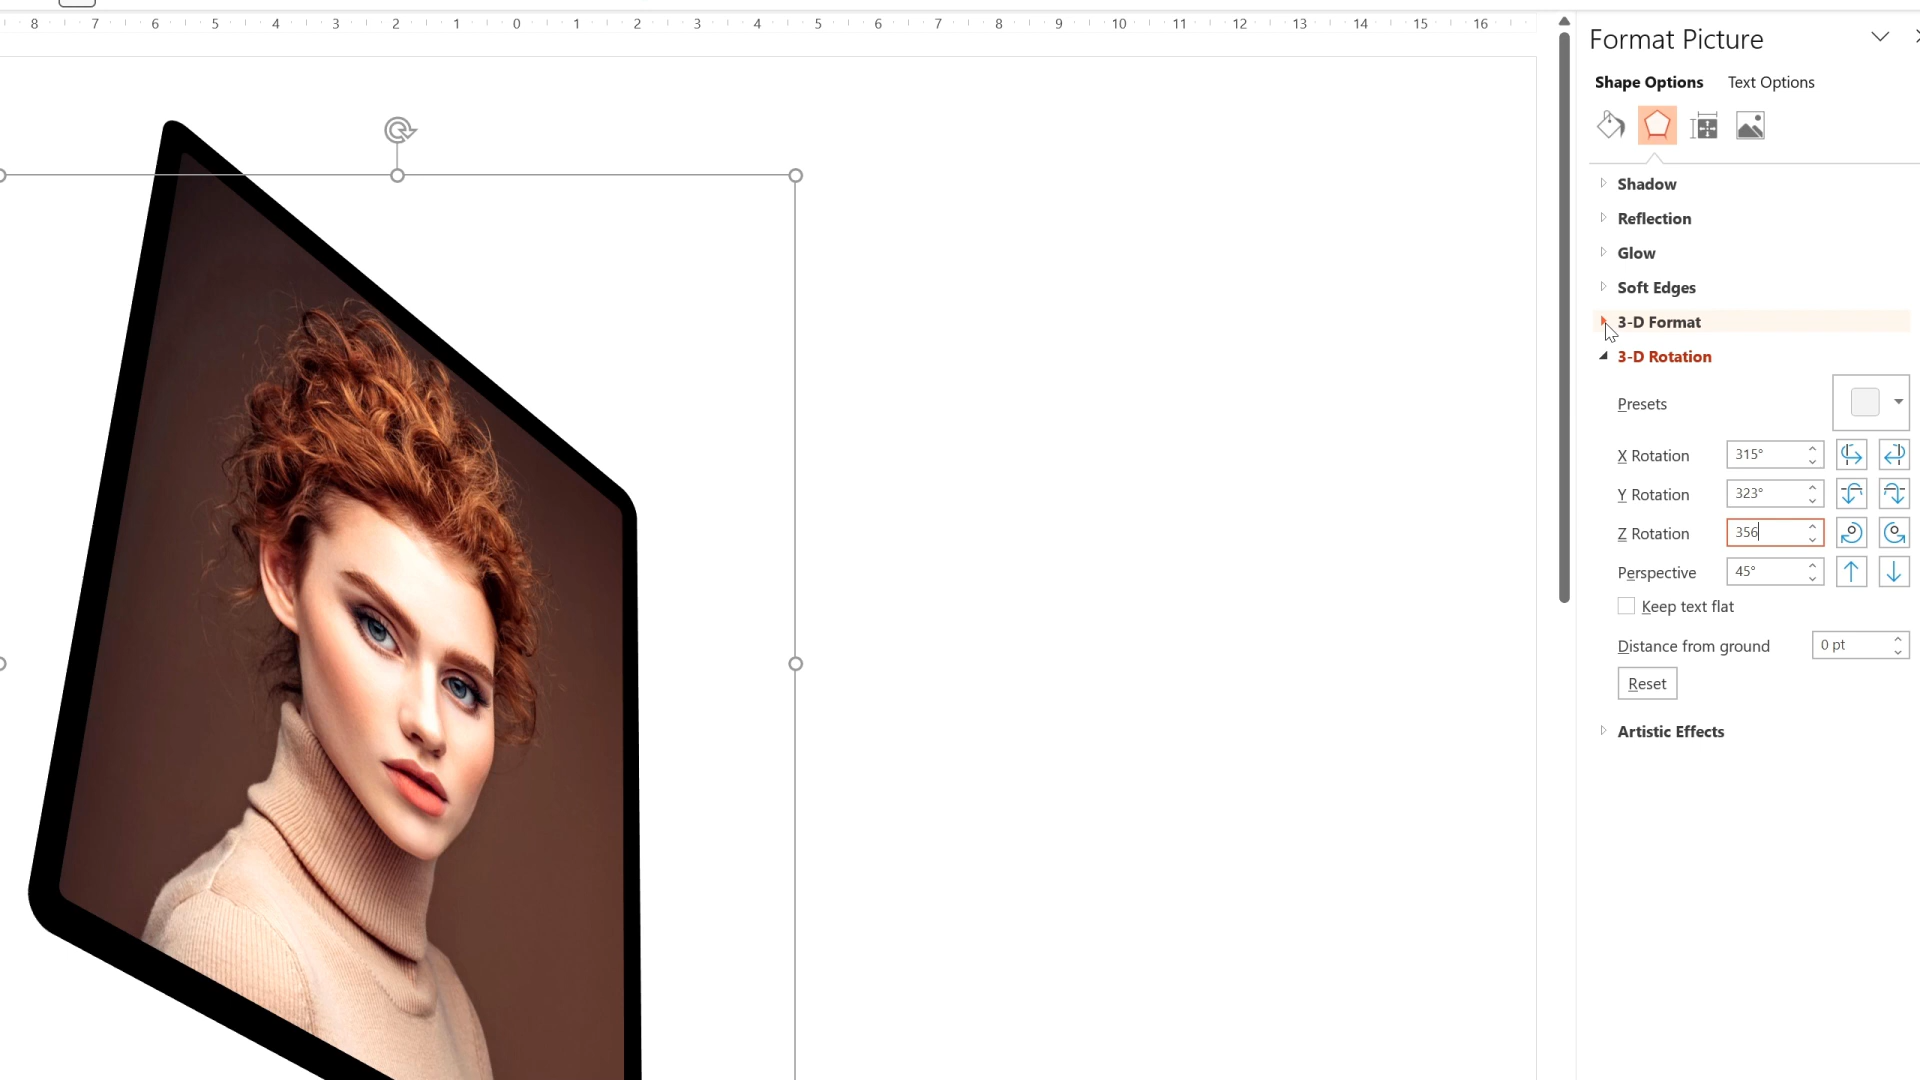 8 7 6 5 4 3 2 1 0 1 2 3 4 5 6 7 8 9 10 11 12 13 14 15 16
Format Picture
Shape Options Text Options
Shadow
Reflection
Glow
Soft Edges
3-D Format
3-D Rotation
Presets
X Rotation 315°
Y Rotation 323°
Z Rotation 356
Perspective 45°
Keep text flat
Distance from ground 0 pt
Reset
Artistic Effects